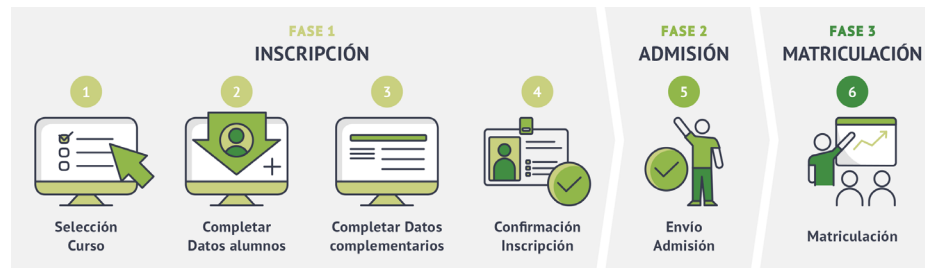 FASE 1
INSCRIPCIÓN
1
2
3
4
Selección
Curso
Completar
Datos alumnos
Completar Datos
complementarios
Confirmación
Inscripción
FASE 2
ADMISIÓN
5
Envío
Admisión
FASE 3
MATRICULACIÓN
6
Matriculación